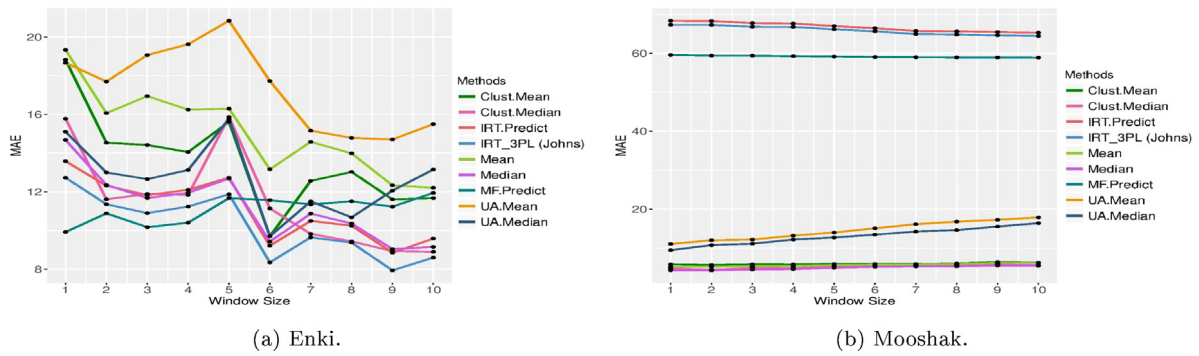 20
16
12
8
MAE
1 2 3 4 5 6 7 8 9 10
Window Size
Methods
Clust.Mean
Clust.Median
IRT.Predict
IRT_3PL (Johns)
Mean
Median
MF.Predict
UA.Mean
UA.Median
(a) Enki.
60
40
20
MAE
1 2 3 4 5 6 7 8 9 10
Window Size
Methods
Clust.Mean
Clust.Median
IRT.Predict
IRT_3PL (Johns)
Mean
Median
MF.Predict
UA.Mean
UA.Median
(b) Mooshak.